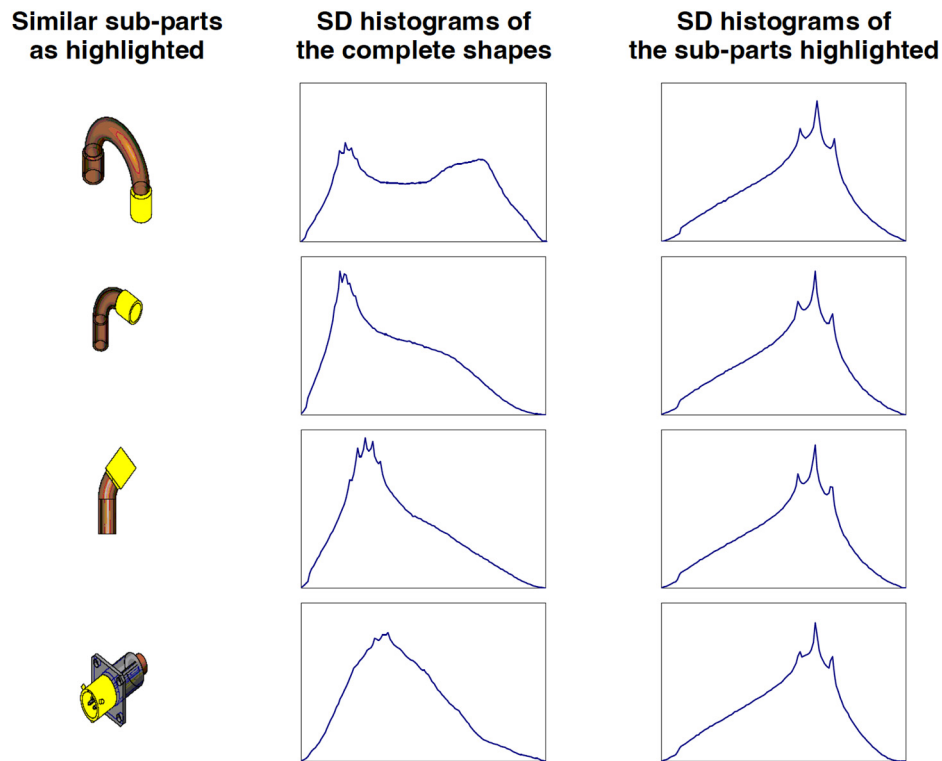 Similar sub-parts
as highlighted
SD histograms of
the complete shapes
SD histograms of
the sub-parts highlighted